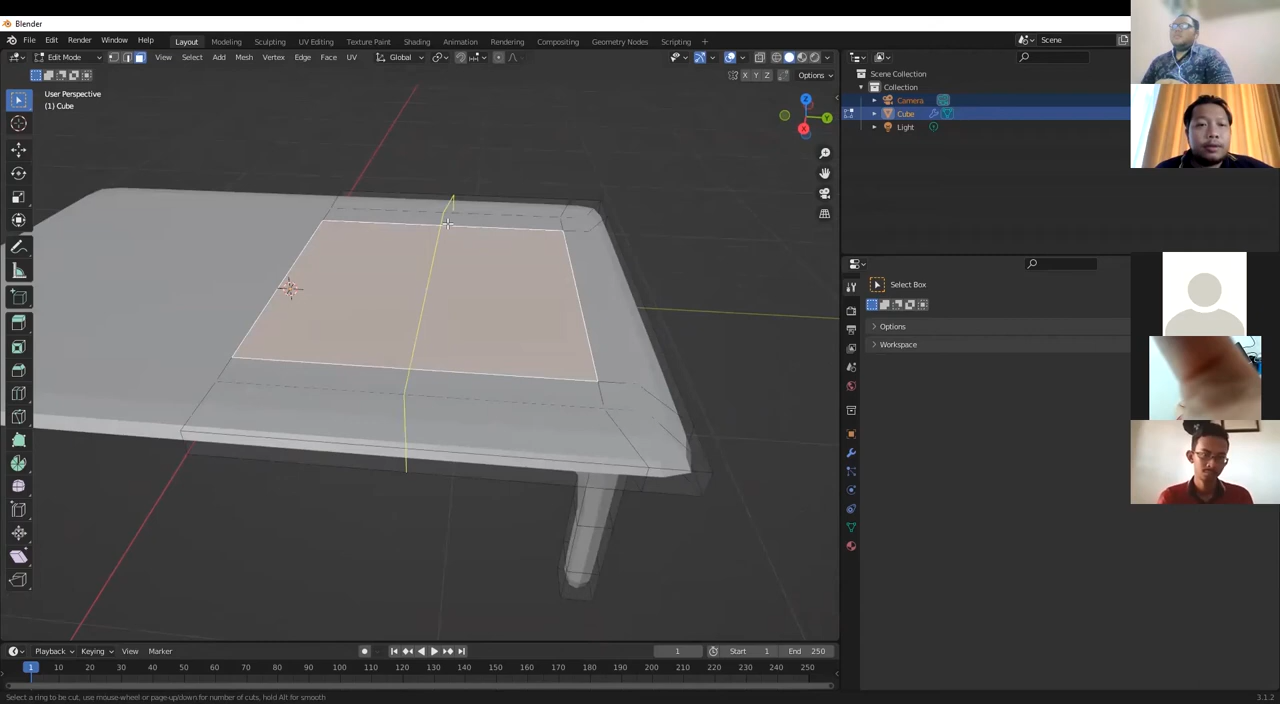 Blender
File Edit Render Window Help Layout Modeling Sculpting UV Editing Texture Paint Shading Animation Rendering Compositing Geometry Nodes Scripting + Scene
Edit Mode View Select Add Mesh Vertex Edge Face UV Global
X Y Z Options
User Perspective
(1) Cube
Z
Y
X
Scene Collection
Collection
Camera
Cube
Light
Select Box
Options
Workspace
Playback Keying View Marker 1 Start 1 End 250
1 10 20 30 40 50 60 70 80 90 100 110 120 130 140 150 160 170 180 190 200 210 220 230 240 250
Select a ring to be cut, use mouse-wheel or page-up/down for number of cuts, hold Alt for smooth
3.1.2